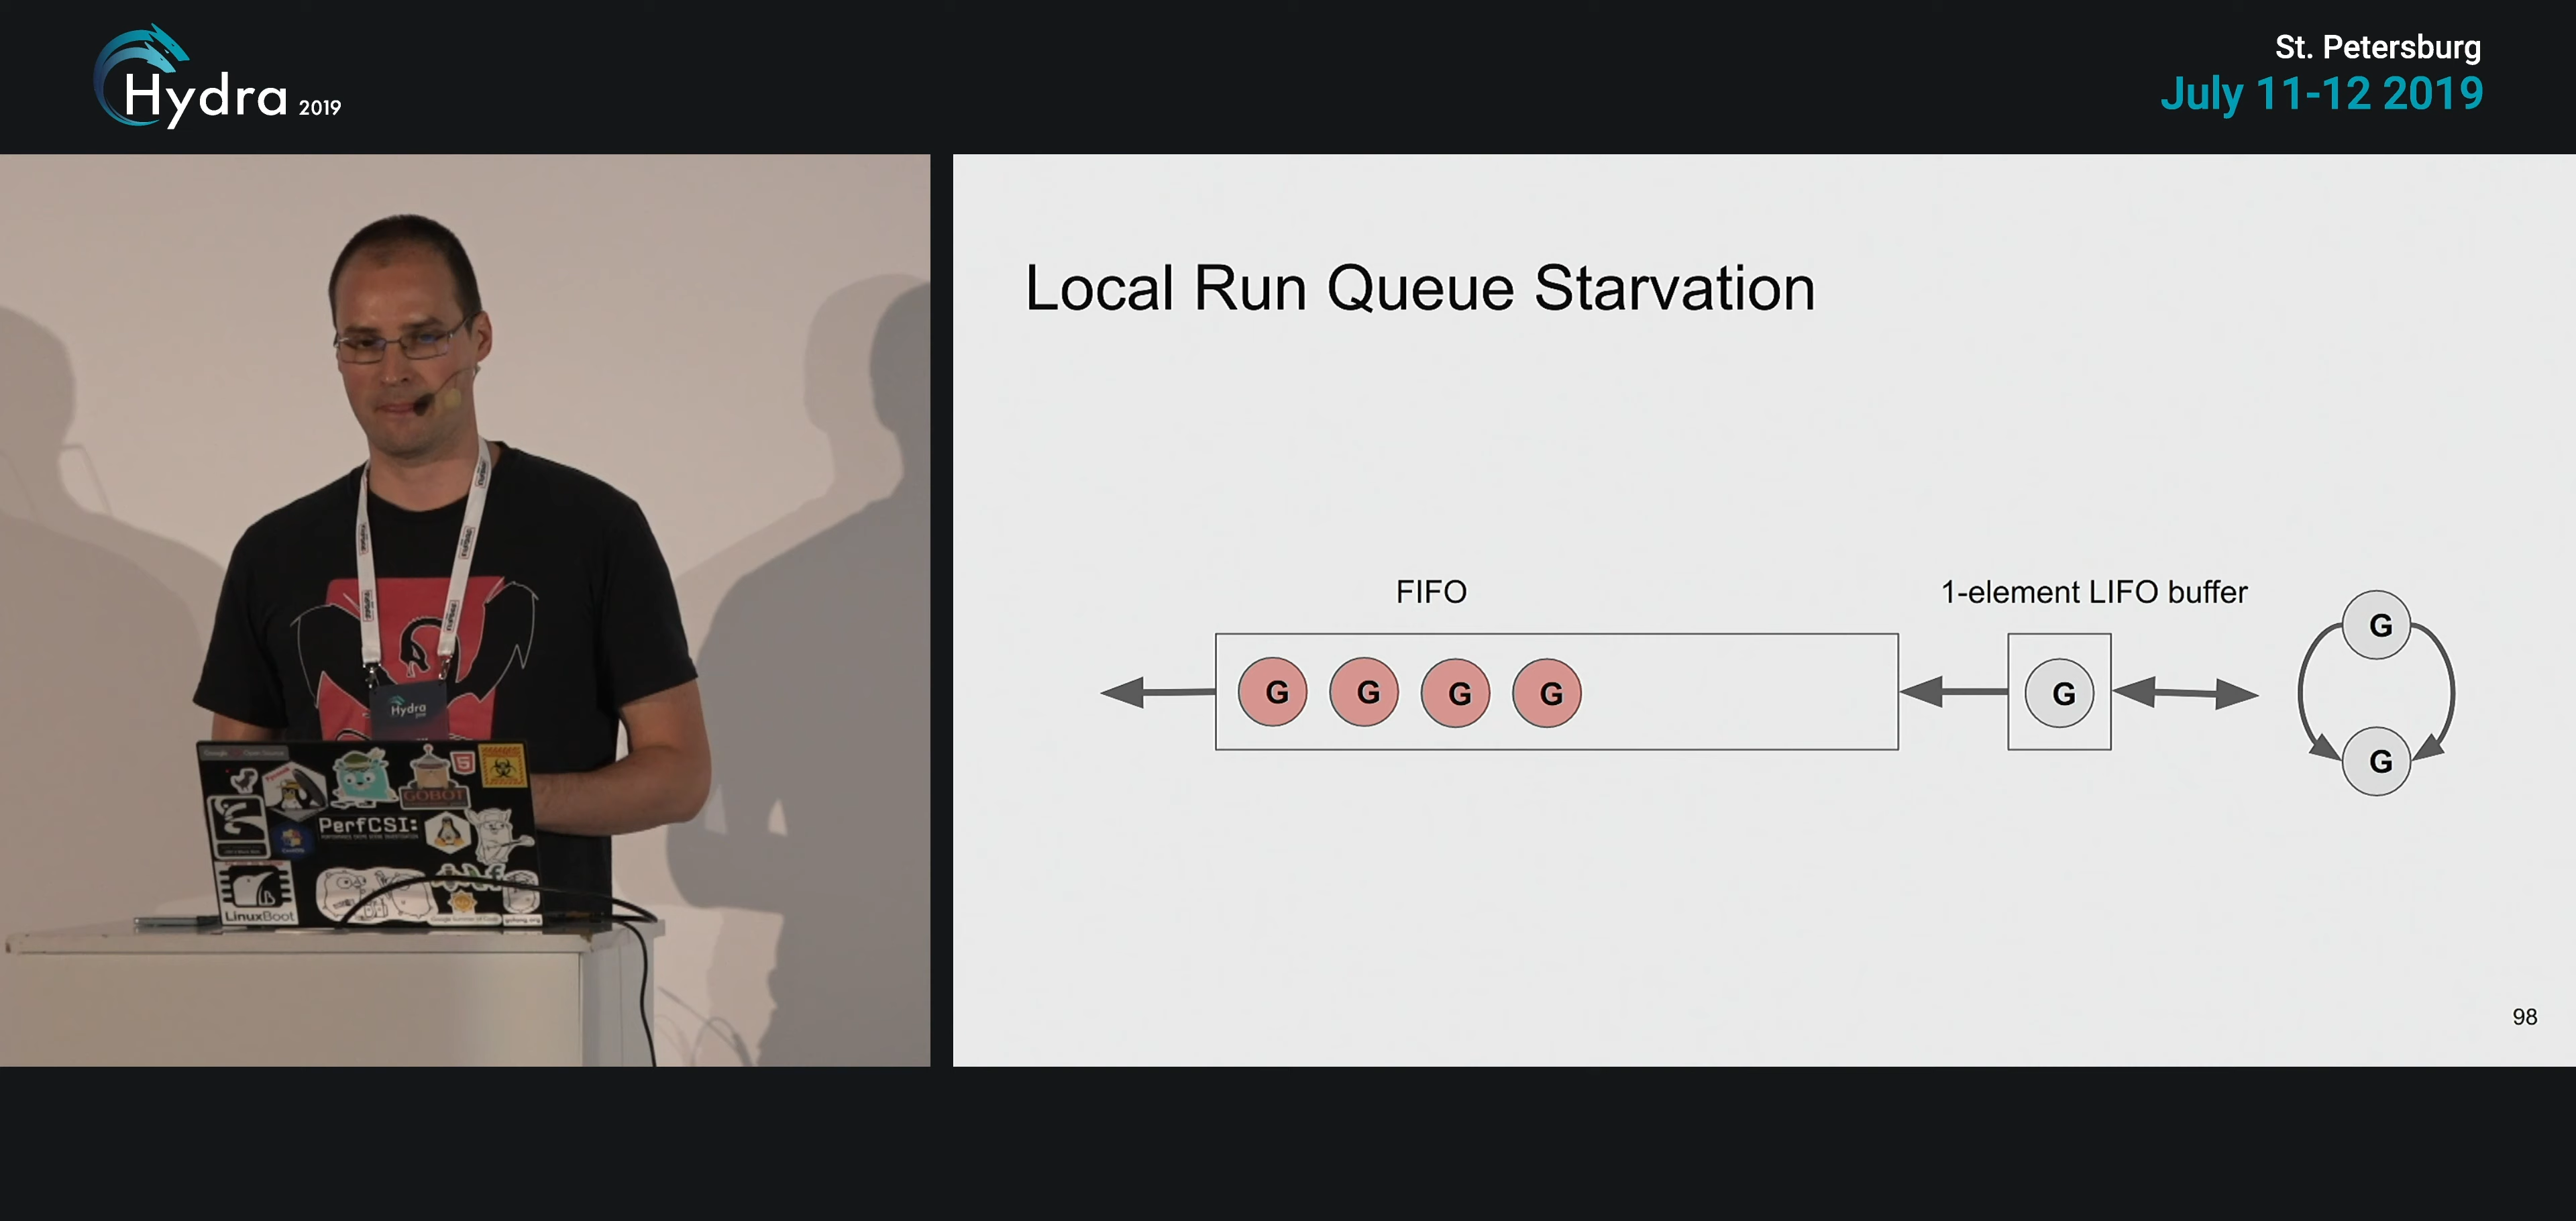 Hydra 2019
St. Petersburg
July 11-12 2019
Local Run Queue Starvation
FIFO
1-element LIFO buffer
G
G G G G
G
G
98
Hydra
GOBOT
PerfCSI:
LinuxBoot